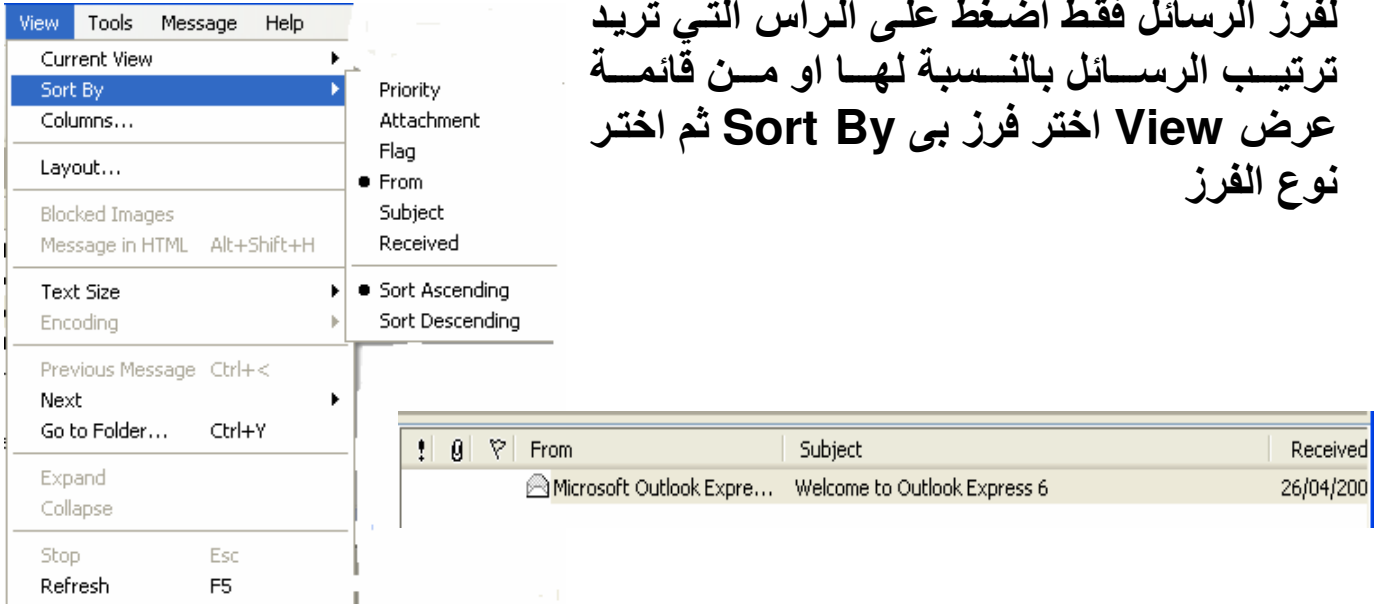 لفرز الرسائل فقط اضغط على الراس التي تريد
ترتيب الرسائل بالنسبة لها او من قائمة
عرض View اختر فرز بى Sort By ثم اختر
نوع الفرز
View Tools Message Help
Current View
Sort By
Columns...
Layout...
Blocked Images
Message in HTML Alt+Shift+H
Text Size
Encoding
Previous Message Ctrl+<
Next
Go to Folder... Ctrl+Y
Expand
Collapse
Stop Esc
Refresh F5
Priority
Attachment
Flag
From
Subject
Received
Sort Ascending
Sort Descending
! From Subject Received
Microsoft Outlook Expre... Welcome to Outlook Express 6 26/04/200